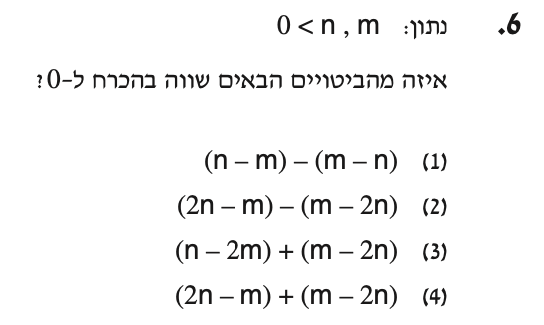 6. נתון: 0 < n , m
איזה מהביטויים הבאים שווה בהכרח ל-0?
(1) (n – m) – (m – n)
(2) (2n – m) – (m – 2n)
(3) (n – 2m) + (m – 2n)
(4) (2n – m) + (m – 2n)